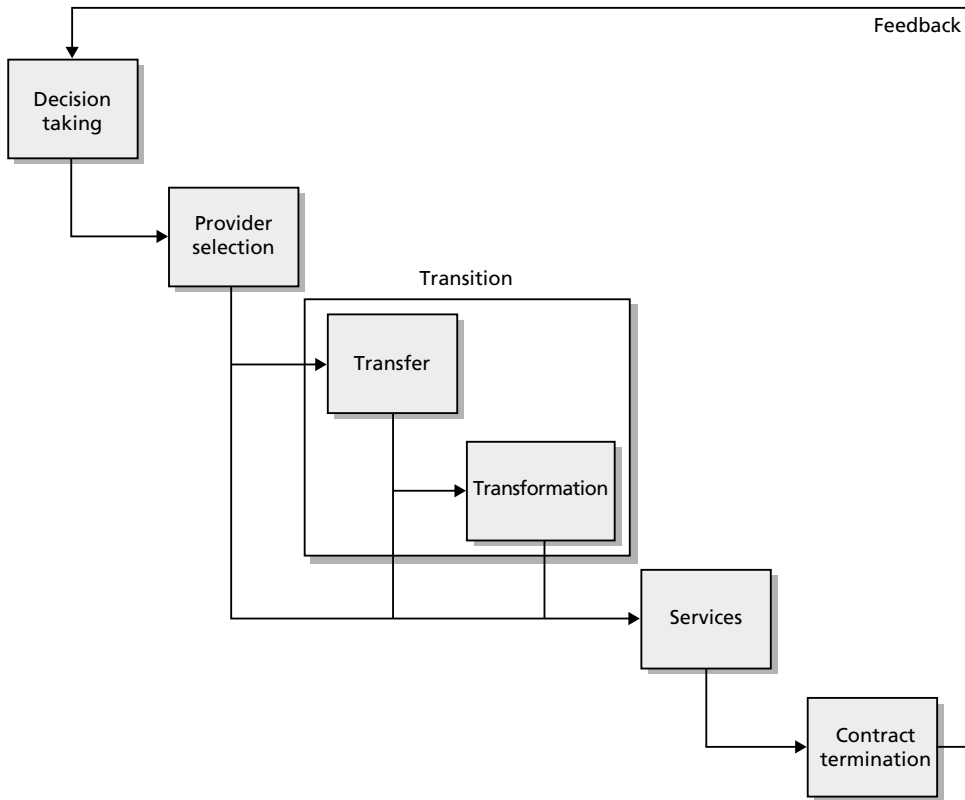 Feedback
Decision
taking
Provider
selection
Transition
Transfer
Transformation
Services
Contract
termination